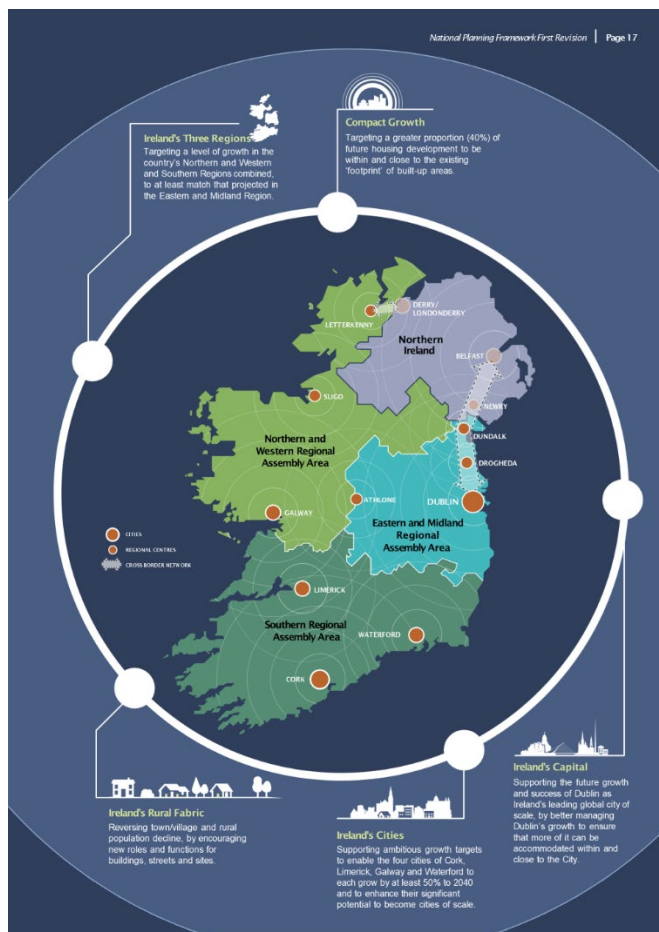 National Planning Framework First Revision | Page 17
Ireland's Three Regions
Targeting a level of growth in the
country's Northern and Western
and Southern Regions combined,
to at least match that projected in
the Eastern and Midland Region.
Compact Growth
Targeting a greater proportion (40%) of
future housing development to be
within and close to the existing
'footprint' of built-up areas.
LETTERKENNY
DERRY/
LONDONDERRY
Northern
Ireland
BELFAST
SLIGO
NEWRY
DUNDALK
DROGHEDA
Northern and
Western Regional
Assembly Area
ATHLONE
DUBLIN
GALWAY
Eastern and Midland
Regional
Assembly Area
CITIES
REGIONAL CENTRES
CROSS BORDER NETWORK
LIMERICK
Southern Regional
Assembly Area
WATERFORD
CORK
Ireland's Rural Fabric
Reversing town/village and rural
population decline, by encouraging
new roles and functions for
buildings, streets and sites.
Ireland's Cities
Supporting ambitious growth targets
to enable the four cities of Cork,
Limerick, Galway and Waterford to
each grow by at least 50% to 2040
and to enhance their significant
potential to become cities of scale.
Ireland's Capital
Supporting the future growth
and success of Dublin as
Ireland's leading global city of
scale, by better managing
Dublin's growth to ensure
that more of it can be
accommodated within and
close to the City.